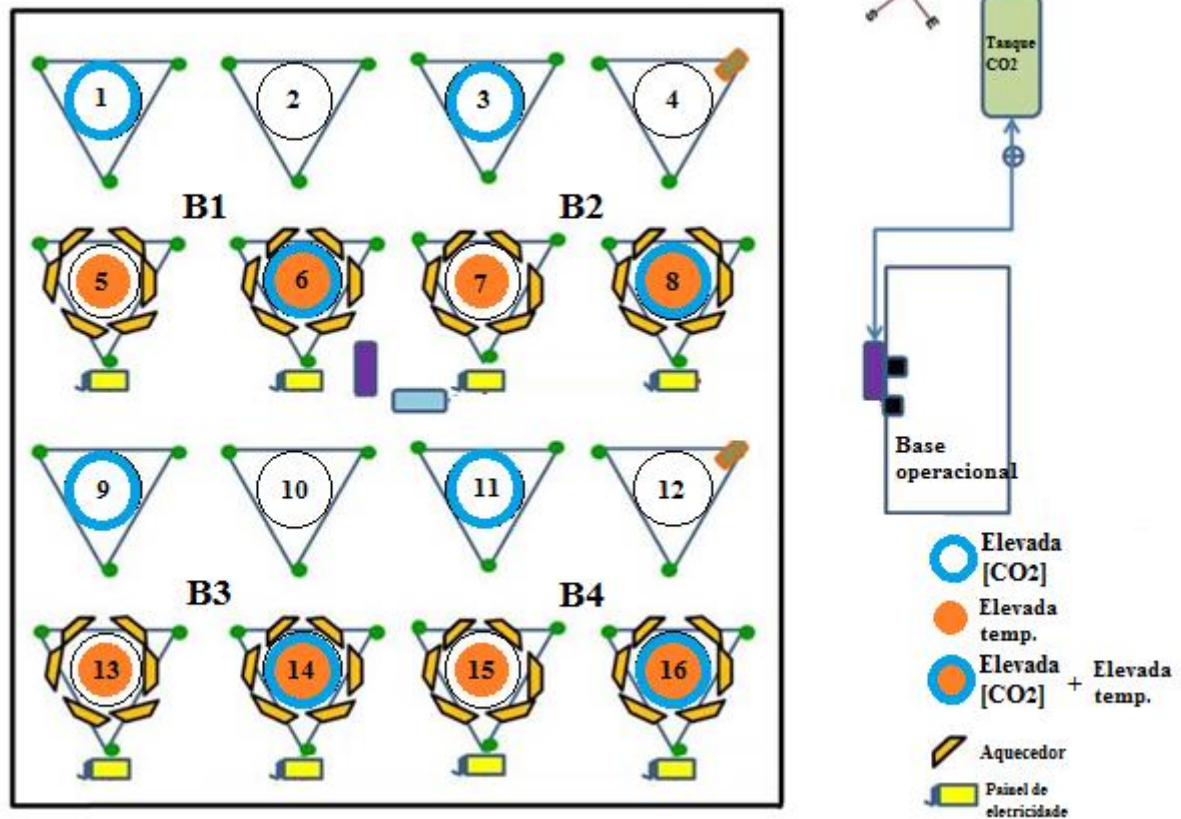 S
E
Tanque
CO2
1
2
3
4
B1
B2
5
6
7
8
9
10
11
12
Base
operacional
B3
B4
13
14
15
16
Elevada
[CO2]
Elevada
temp.
Elevada
[CO2]
+ Elevada
temp.
Aquecedor
Painel de
eletricidade